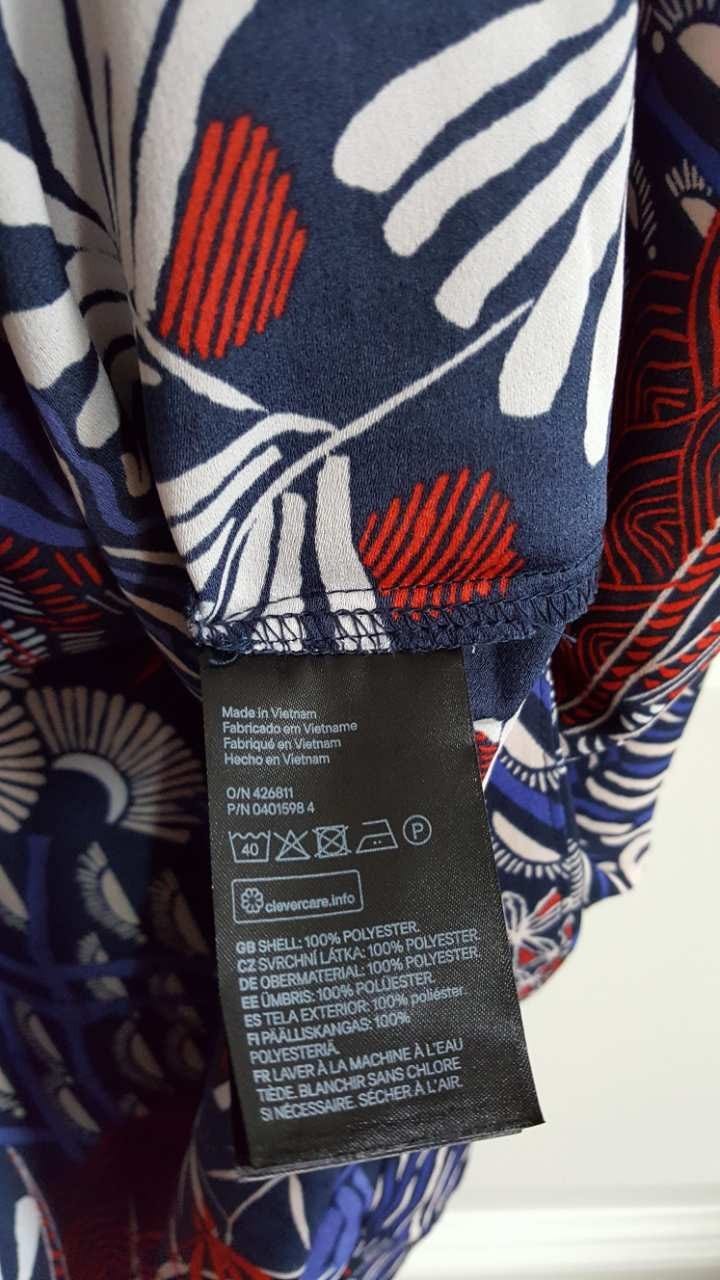 Made in Vietnam
Fabricado em Vietname
Fabriqué en Vietnam
Hecho en Vietnam
O/N 426811
P/N 0401598 4
40
P
clevercare.info
GB SHELL: 100% POLYESTER.
CZ SVRCHNÍ LÁTKA: 100% POLYESTER.
DE OBERMATERIAL: 100% POLYESTER.
EE ÜMBRIS: 100% POLÜESTER.
ES TELA EXTERIOR: 100% poliéster.
FI PÄÄLLISKANGAS: 100%
POLYESTERIÄ.
FR LAVER À LA MACHINE À L'EAU
TIÈDE. BLANCHIR SANS CHLORE
SI NÉCESSAIRE. SÉCHER À L'AIR.